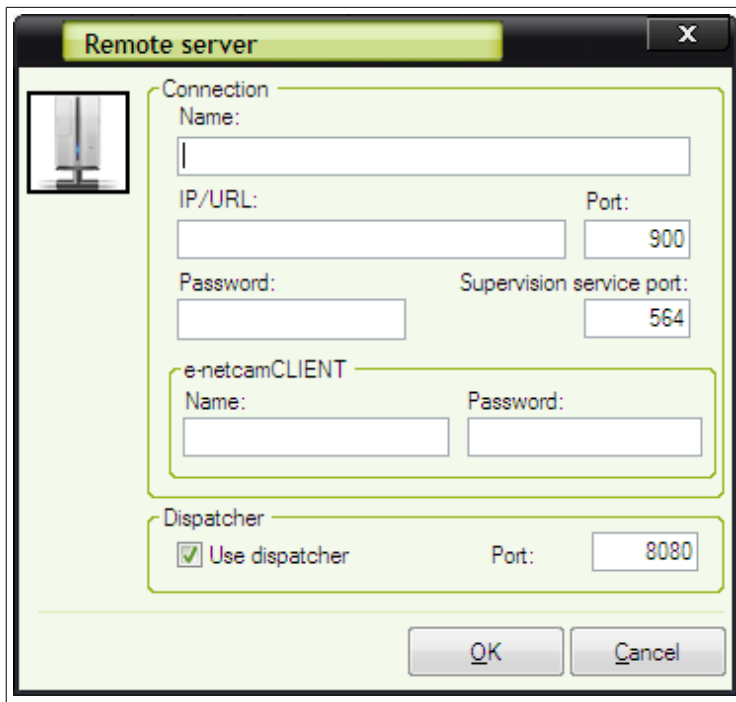 Remote server
X
Connection
Name:
IP/URL: Port:
900
Password: Supervision service port:
564
e-netcamCLIENT
Name: Password:
Dispatcher
Use dispatcher Port: 8080
OK Cancel